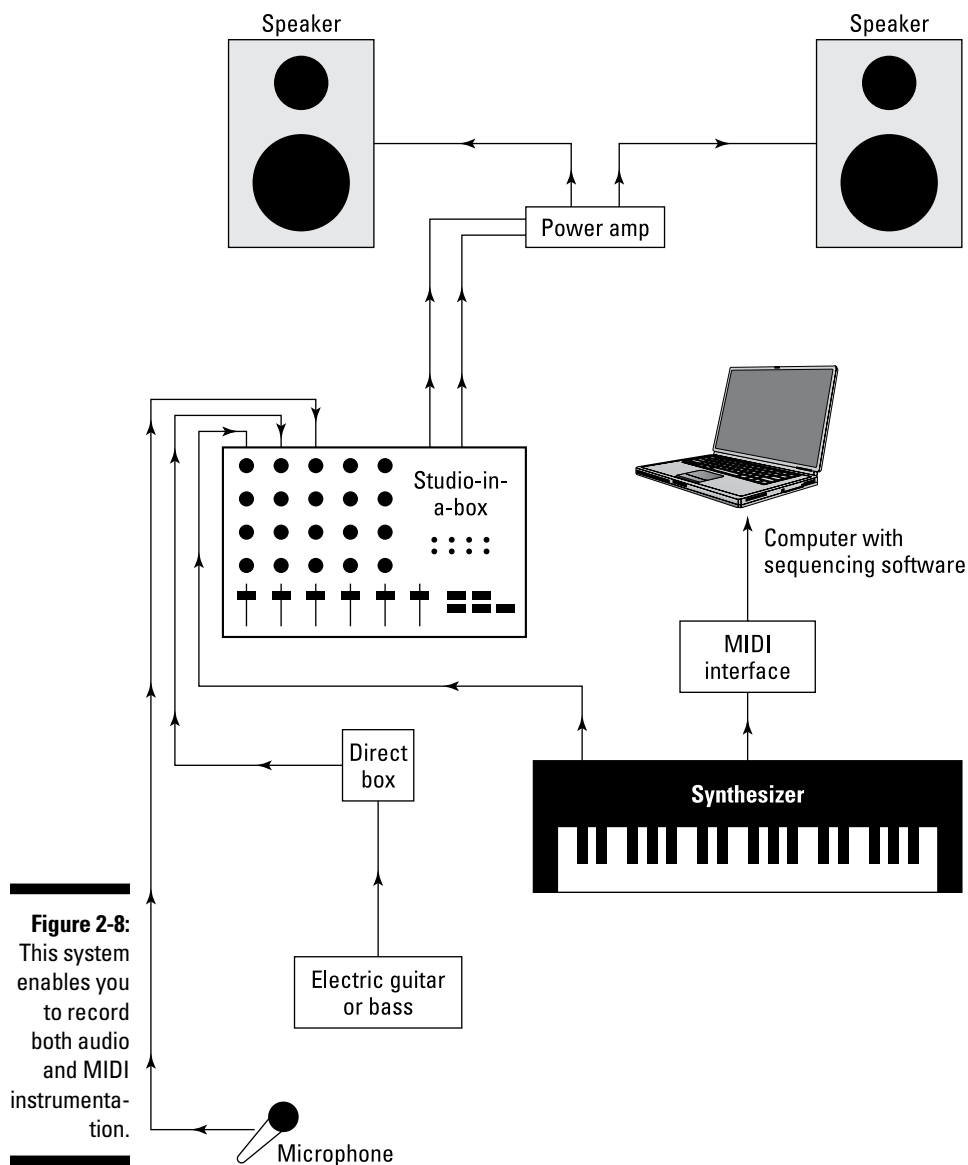 Speaker
Speaker
Power amp
Studio-in-
a-box
Computer with
sequencing software
MIDI
interface
Direct
box
Synthesizer
Electric guitar
or bass
Figure 2-8:
This system
enables you
to record
both audio
and MIDI
instrumenta-
tion.
Microphone